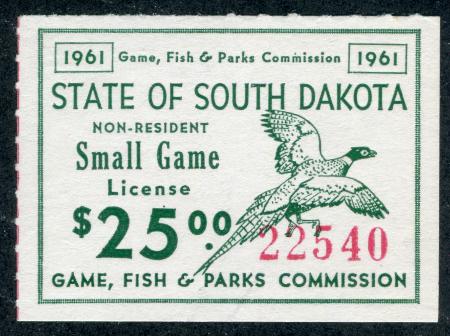 1961 Game, Fish & Parks Commission 1961
STATE OF SOUTH DAKOTA
NON-RESIDENT
Small Game
License
$25.00
22540
GAME, FISH & PARKS COMMISSION